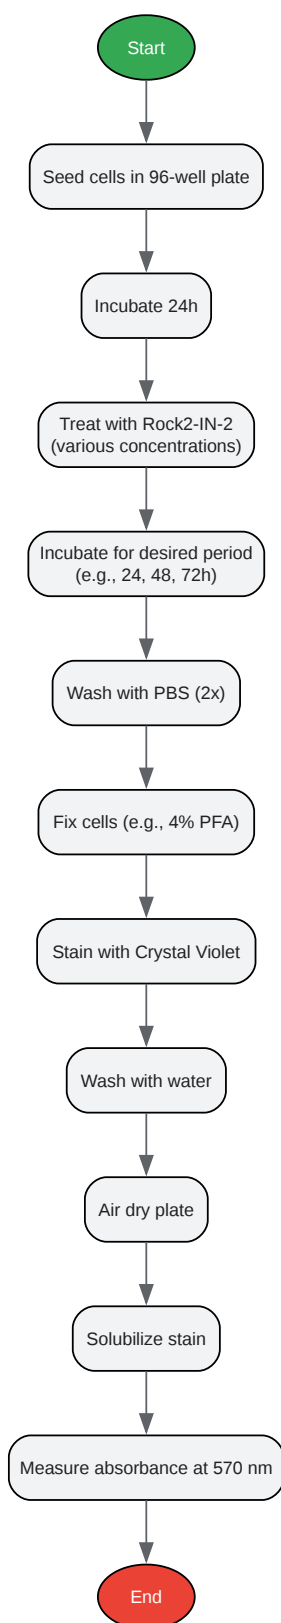 Start
Seed cells in 96-well plate
Incubate 24h
Treat with Rock2-IN-2
(various concentrations)
Incubate for desired period
(e.g., 24, 48, 72h)
Wash with PBS (2x)
Fix cells (e.g., 4% PFA)
Stain with Crystal Violet
Wash with water
Air dry plate
Solubilize stain
Measure absorbance at 570 nm
End